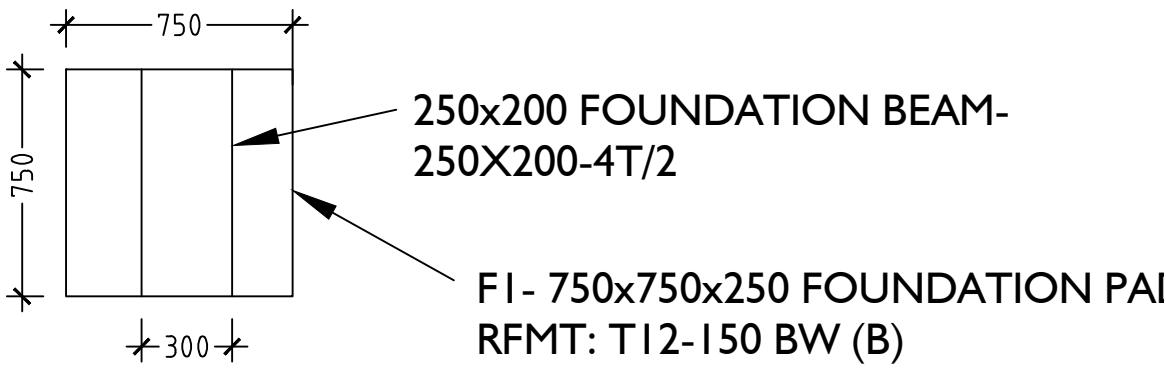 750
250x200 FOUNDATION BEAM-
250X200-4T/2
750
F1- 750x750x250 FOUNDATION PAD
RFMT: T12-150 BW (B)
300